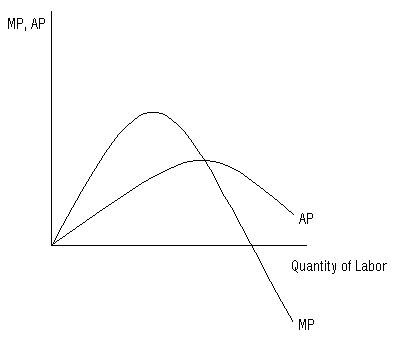 MP, AP
AP
Quantity of Labor
MP